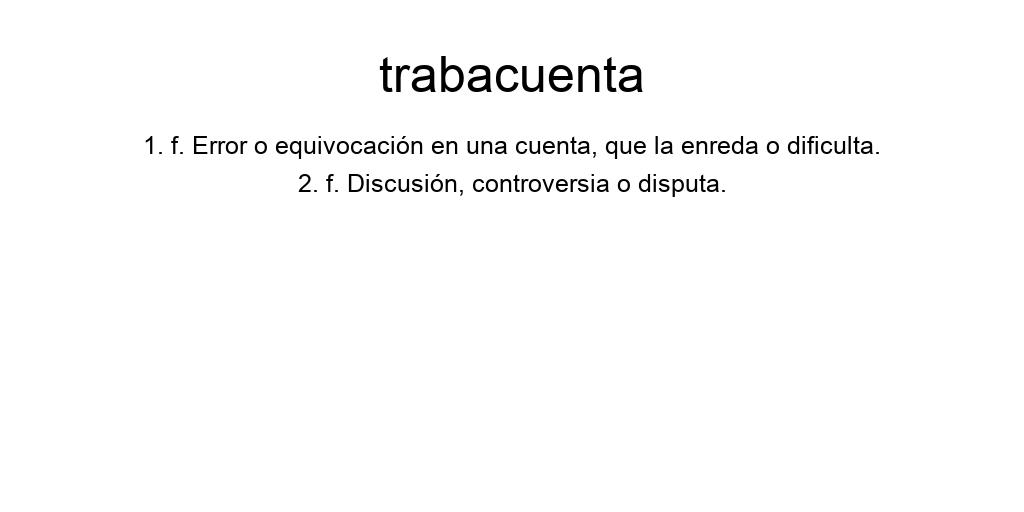 trabacuenta
1. f. Error o equivocación en una cuenta, que la enreda o dificulta.
2. f. Discusión, controversia o disputa.